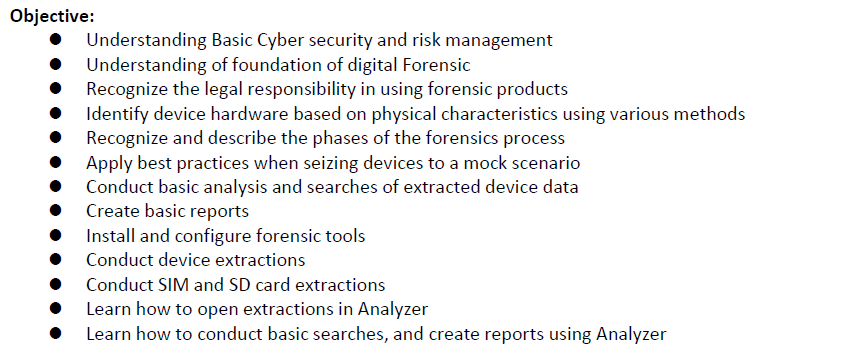 Objective:
● Understanding Basic Cyber security and risk management
● Understanding of foundation of digital Forensic
● Recognize the legal responsibility in using forensic products
● Identify device hardware based on physical characteristics using various methods
● Recognize and describe the phases of the forensics process
● Apply best practices when seizing devices to a mock scenario
● Conduct basic analysis and searches of extracted device data
● Create basic reports
● Install and configure forensic tools
● Conduct device extractions
● Conduct SIM and SD card extractions
● Learn how to open extractions in Analyzer
● Learn how to conduct basic searches, and create reports using Analyzer